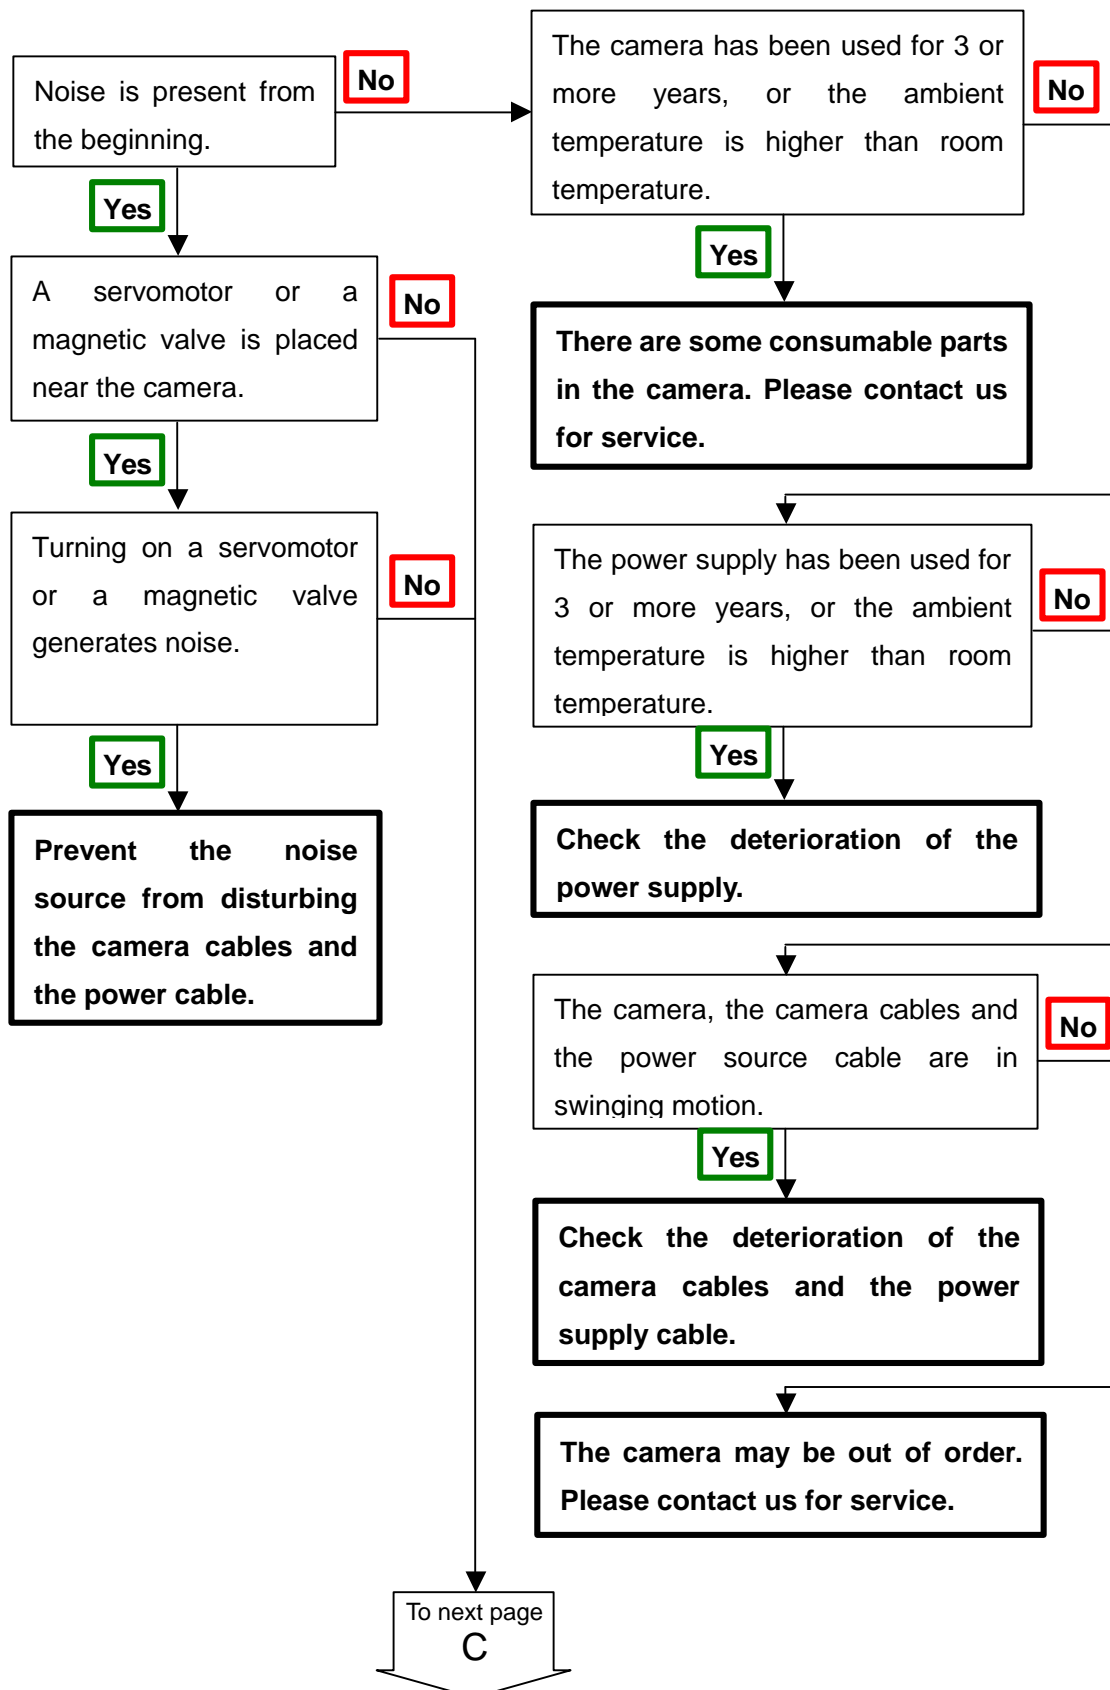 Noise is present from
the beginning.
No
The camera has been used for 3 or
more years, or the ambient
temperature is higher than room
temperature.
No
Yes
A servomotor or a
magnetic valve is placed
near the camera.
No
Yes
There are some consumable parts
in the camera. Please contact us
for service.
Yes
Turning on a servomotor
or a magnetic valve
generates noise.
No
The power supply has been used for
3 or more years, or the ambient
temperature is higher than room
temperature.
No
Yes
Prevent the noise
source from disturbing
the camera cables and
the power cable.
Yes
Check the deterioration of the
power supply.
The camera, the camera cables and
the power source cable are in
swinging motion.
No
Yes
Check the deterioration of the
camera cables and the power
supply cable.
The camera may be out of order.
Please contact us for service.
To next page
C